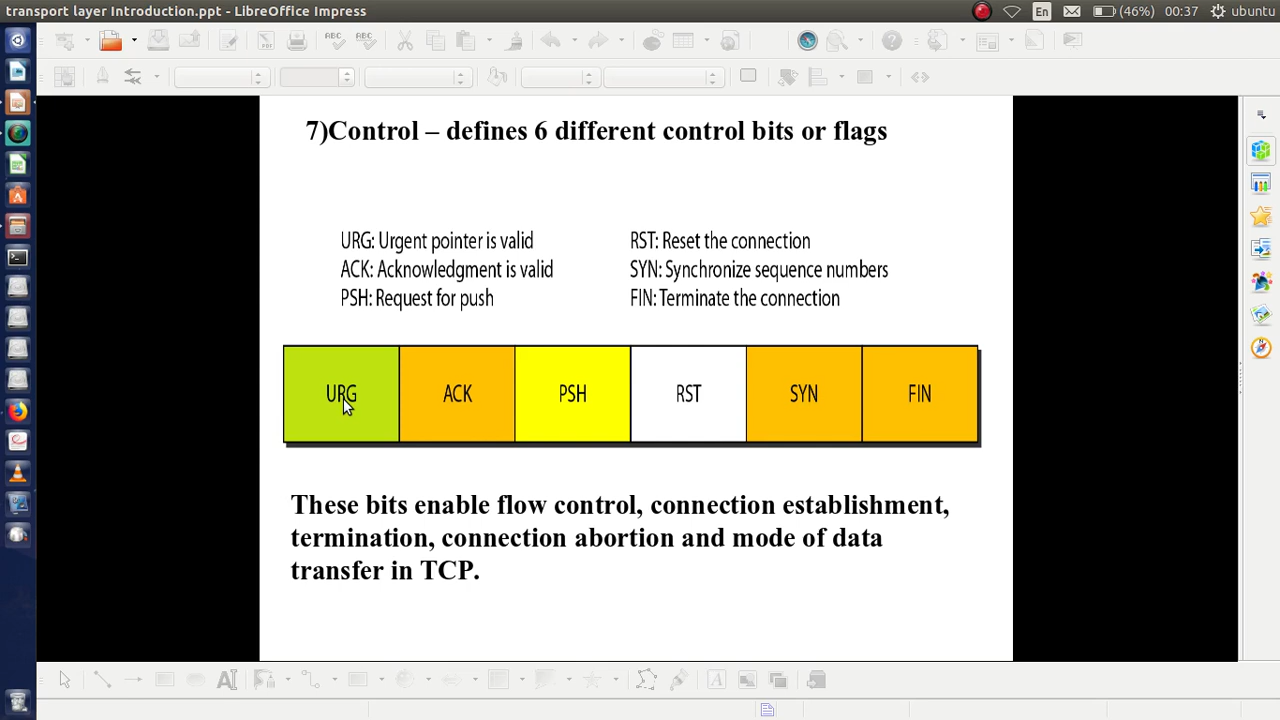 transport layer Introduction.ppt - LibreOffice Impress
En
(46%)
00:37
ubuntu
7)Control – defines 6 different control bits or flags
URG: Urgent pointer is valid
ACK: Acknowledgment is valid
PSH: Request for push
RST: Reset the connection
SYN: Synchronize sequence numbers
FIN: Terminate the connection
URG
ACK
PSH
RST
SYN
FIN
These bits enable flow control, connection establishment,
termination, connection abortion and mode of data
transfer in TCP.